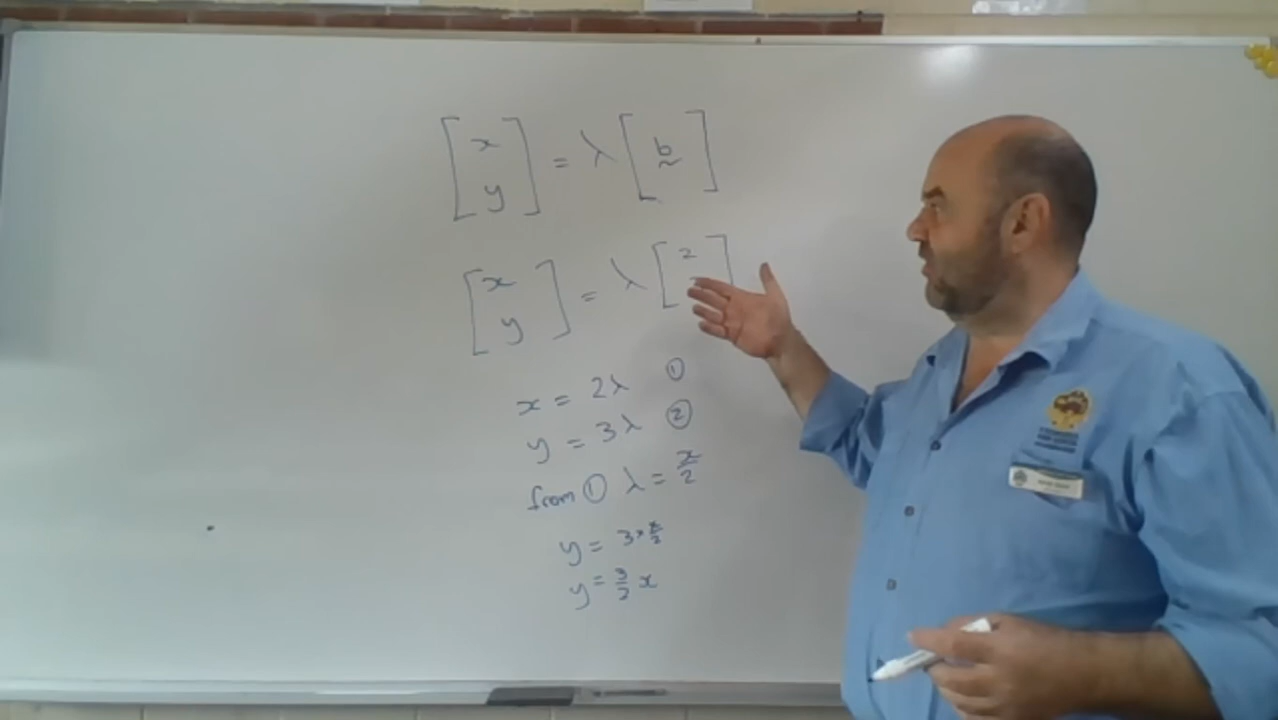 [x y] = λ [b̰]
[x y] = λ [2
x = 2λ ①
y = 3λ ②
from ① λ = x/2
y = 3 × x/2
y = 3/2 x